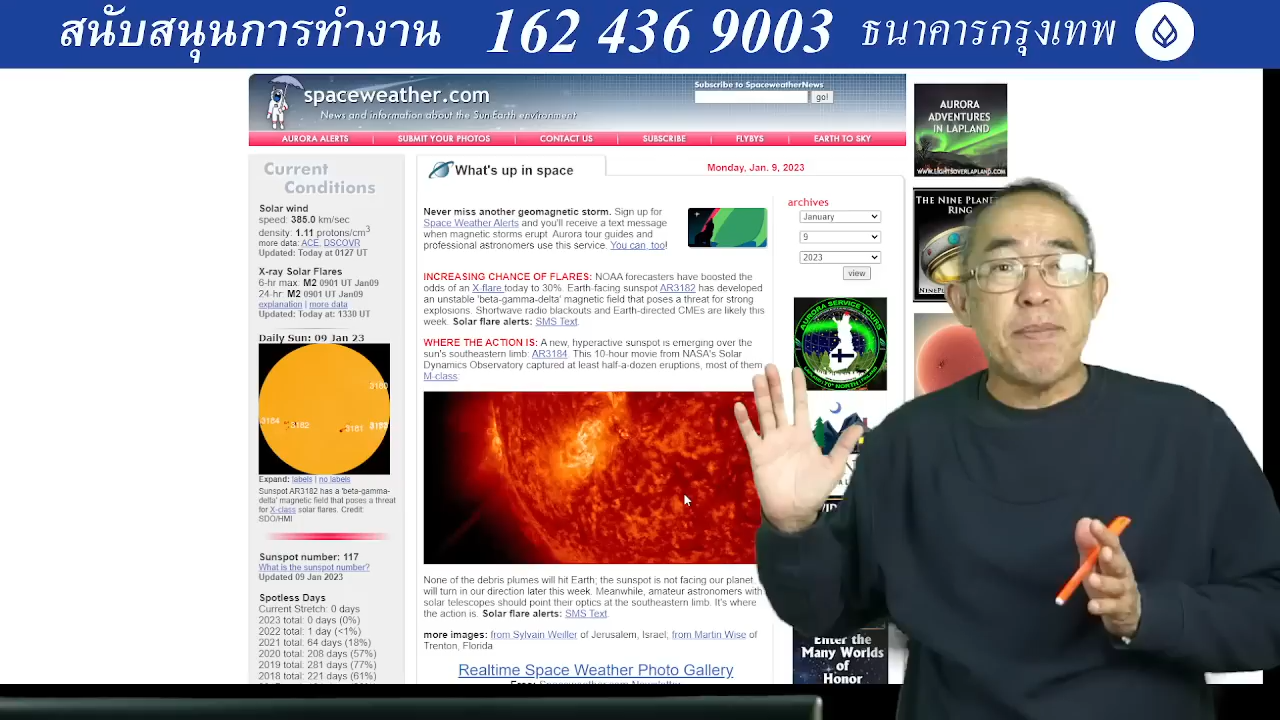 สนับสนุนการทำงาน 162 436 9003 ธนาคารกรุงเทพ
spaceweather.com
News and information about the Sun-Earth environment
Subscribe to SpaceweatherNews
go!
AURORA ALERTS | SUBMIT YOUR PHOTOS | CONTACT US | SUBSCRIBE | FLYBYS | EARTH TO SKY
Current
Conditions
Solar wind
speed: 385.0 km/sec
density: 1.11 protons/cm3
more data: ACE, DSCOVR
Updated: Today at 0127 UT
X-ray Solar Flares
6-hr max: M2 0901 UT Jan09
24-hr: M2 0901 UT Jan09
explanation | more data
Updated: Today at: 1330 UT
Daily Sun: 09 Jan 23
3180
3184
3182
3181
Expand: labels | no labels
Sunspot AR3182 has a 'beta-gamma-
delta' magnetic field that poses a threat
for X-class solar flares. Credit:
SDO/HMI
Sunspot number: 117
What is the sunspot number?
Updated 09 Jan 2023
Spotless Days
Current Stretch: 0 days
2023 total: 0 days (0%)
2022 total: 1 day (<1%)
2021 total: 64 days (18%)
2020 total: 208 days (57%)
2019 total: 281 days (77%)
2018 total: 221 days (61%)
What's up in space
Monday, Jan. 9, 2023
Never miss another geomagnetic storm. Sign up for
Space Weather Alerts and you'll receive a text message
when magnetic storms erupt. Aurora tour guides and
professional astronomers use this service. You can, too!
INCREASING CHANCE OF FLARES: NOAA forecasters have boosted the
odds of an X-flare today to 30%. Earth-facing sunspot AR3182 has developed
an unstable 'beta-gamma-delta' magnetic field that poses a threat for strong
explosions. Shortwave radio blackouts and Earth-directed CMEs are likely this
week. Solar flare alerts: SMS Text.
WHERE THE ACTION IS: A new, hyperactive sunspot is emerging over the
sun's southeastern limb: AR3184. This 10-hour movie from NASA's Solar
Dynamics Observatory captured at least half-a-dozen eruptions, most of them
M-class:
None of the debris plumes will hit Earth; the sunspot is not facing our planet
will turn in our direction later this week. Meanwhile, amateur astronomers with
solar telescopes should point their optics at the southeastern limb. It's where
the action is. Solar flare alerts: SMS Text.
more images: from Sylvain Weiller of Jerusalem, Israel; from Martin Wise of
Trenton, Florida
Realtime Space Weather Photo Gallery
archives
January
9
2023
view
AURORA SERVICE TOURS
Enter the
Many Worlds
of
Honor
AURORA
ADVENTURES
IN LAPLAND
WWW.LIGHTSOVERLAPLAND.COM
THE NINE PLANET
RING